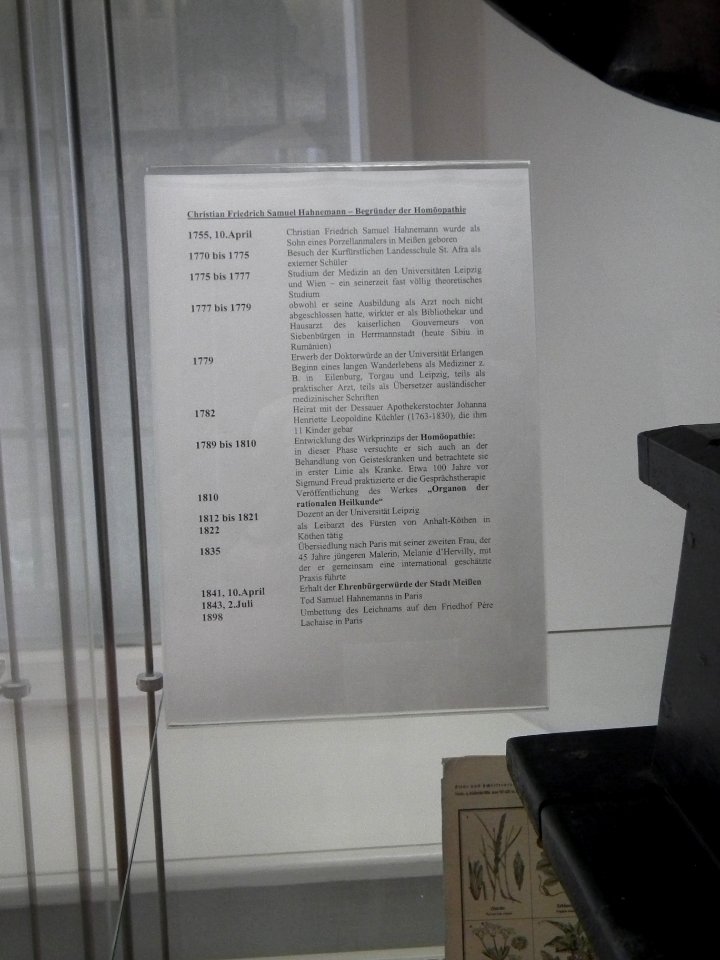 Christian Friedrich Samuel Hahnemann – Begründer der Homöopathie
1755, 10.April Christian Friedrich Samuel Hahnemann wurde als
Sohn eines Porzellanmalers in Meißen geboren
1770 bis 1775 Besuch der Kurfürstlichen Landesschule St. Afra als
externer Schüler
1775 bis 1777 Studium der Medizin an den Universitäten Leipzig
und Wien – ein seinerzeit fast völlig theoretisches
Studium
1777 bis 1779 obwohl er seine Ausbildung als Arzt noch nicht
abgeschlossen hatte, wirkter er als Bibliothekar und
Hausarzt des kaiserlichen Gouverneurs von
Siebenbürgen in Herrmannstadt (heute Sibiu in
Rumänien)
1779 Erwerb der Doktorwürde an der Universität Erlangen
Beginn eines langen Wanderlebens als Mediziner z.
B. in Eilenburg, Torgau und Leipzig, teils als
praktischer Arzt, teils als Übersetzer ausländischer
medizinischer Schriften
1782 Heirat mit der Dessauer Apothekerstochter Johanna
Henriette Leopoldine Küchler (1763-1830), die ihm
11 Kinder gebar
1789 bis 1810 Entwicklung des Wirkprinzips der Homöopathie:
in dieser Phase versuchte er sich auch an der
Behandlung von Geisteskranken und betrachtete sie
in erster Linie als Kranke. Etwa 100 Jahre vor
Sigmund Freud praktizierte er die Gesprächstherapie
1810 Veröffentlichung des Werkes „Organon der
rationalen Heilkunde“
1812 bis 1821 Dozent an der Universität Leipzig
1822 als Leibarzt des Fürsten von Anhalt-Köthen in
Köthen tätig
1835 Übersiedlung nach Paris mit seiner zweiten Frau, der
45 Jahre jüngeren Malerin, Melanie d'Hervilly, mit
der er gemeinsam eine international geschätzte
Praxis führte
1841, 10.April Erhalt der Ehrenbürgerwürde der Stadt Meißen
1843, 2.Juli Tod Samuel Hahnemanns in Paris
1898 Umbettung des Leichnams auf den Friedhof Père
Lachaise in Paris